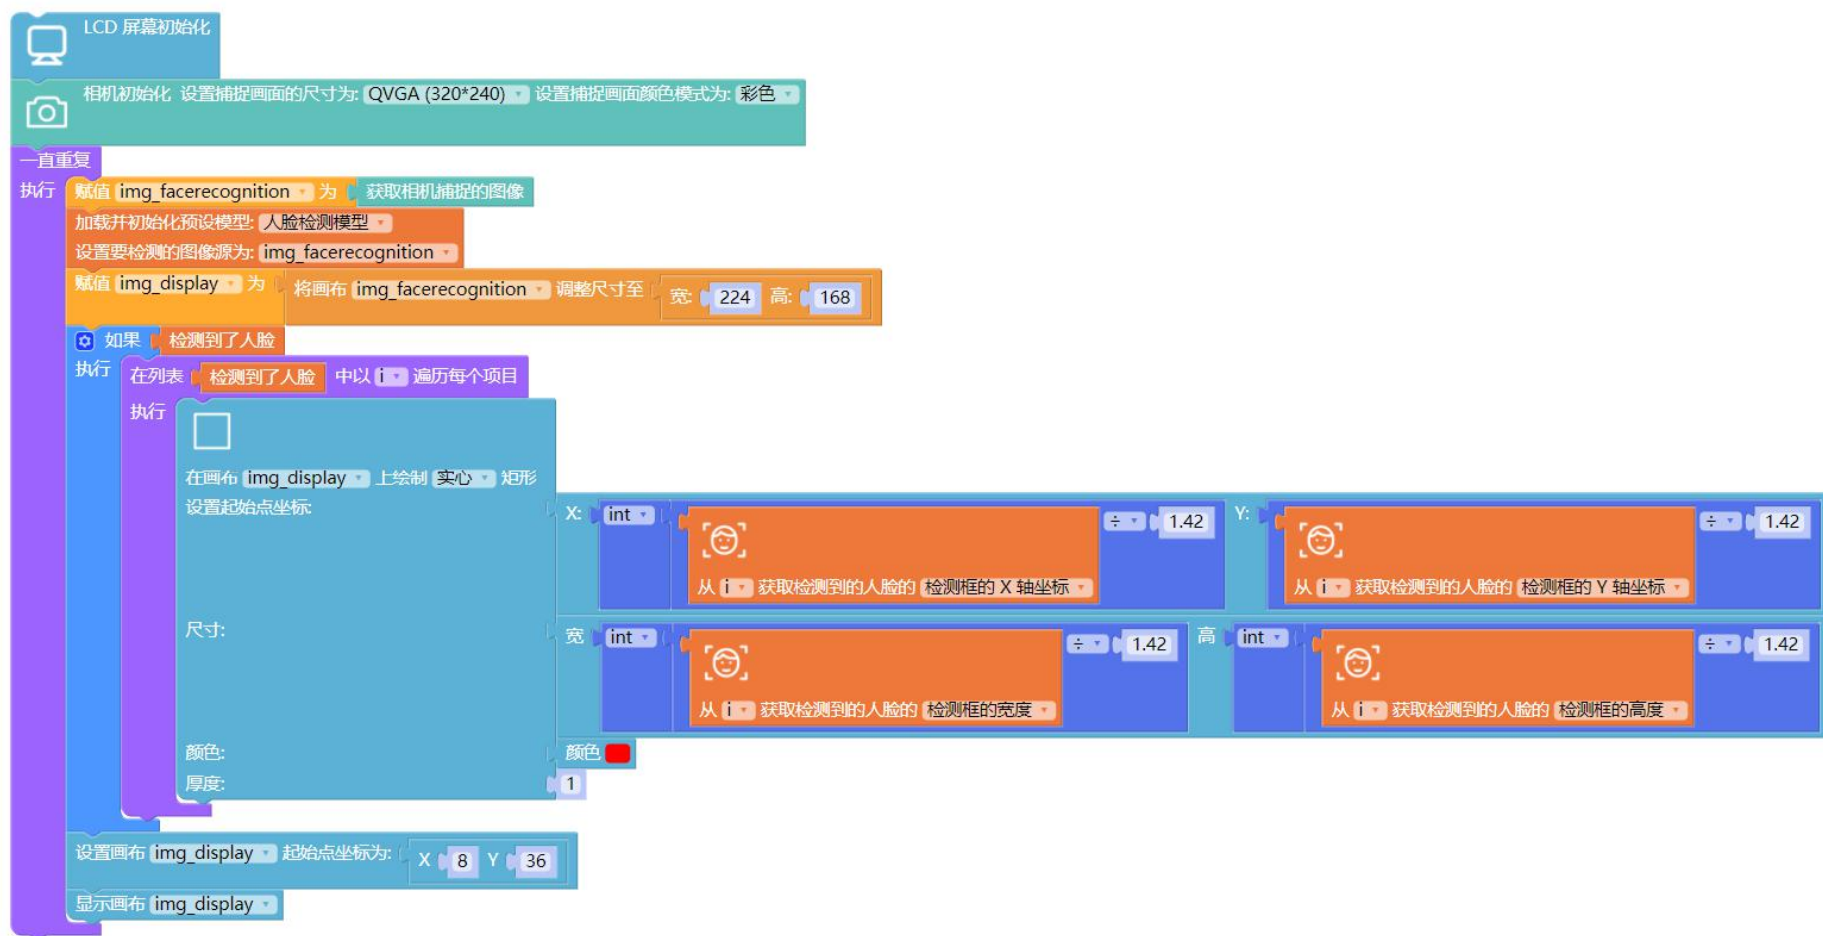 LCD 屏幕初始化
相机初始化 设置捕捉画面的尺寸为: QVGA (320*240) 设置捕捉画面颜色模式为: 彩色
一直重复
执行 赋值 img_facerecognition 为 获取相机捕捉的图像
加载并初始化预设模型: 人脸检测模型
设置要检测的图像源为: img_facerecognition
赋值 img_display 为 将画布 img_facerecognition 调整尺寸至 宽: 224 高: 168
如果 检测到了人脸
执行 在列表 检测到了人脸 中以 i 遍历每个项目
执行
在画布 img_display 上绘制 实心 矩形
设置起始点坐标: X: int ÷ 1.42 Y: ÷ 1.42
从 i 获取检测到的人脸的 检测框的 X 轴坐标 从 i 获取检测到的人脸的 检测框的 Y 轴坐标
尺寸: 宽 int ÷ 1.42 高 int ÷ 1.42
从 i 获取检测到的人脸的 检测框的宽度 从 i 获取检测到的人脸的 检测框的高度
颜色: 颜色
厚度: 1
设置画布 img_display 起始点坐标为: X 8 Y 36
显示画布 img_display